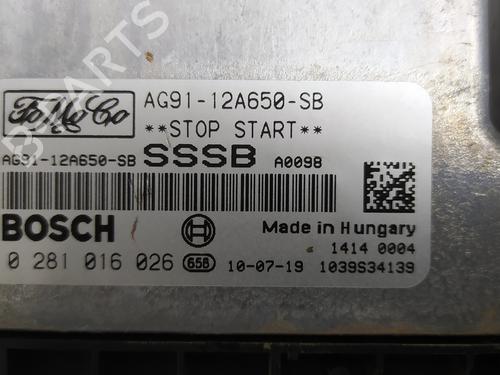 FoMoCo AG91-12A650-SB
**STOP START**
AG91-12A650-SB SSSB A0098
BOSCH Made in Hungary
1414 0004
0 281 016 026 658 10-07-19 1039S34139